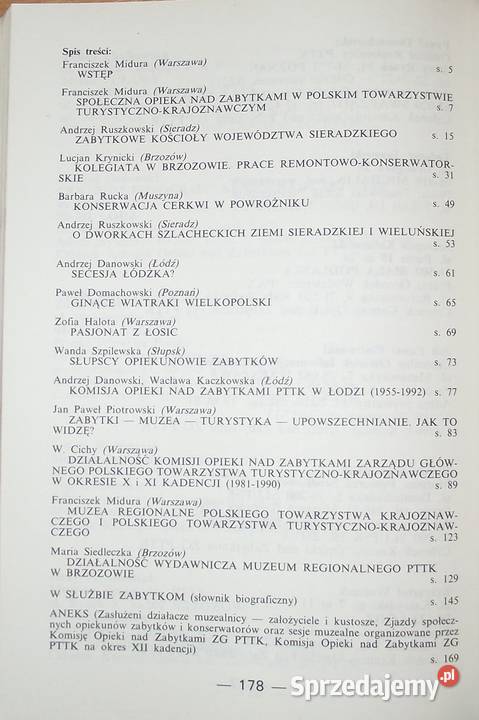 Spis treści:
Franciszek Midura (Warszawa)
WSTĘP s. 5
Franciszek Midura (Warszawa)
SPOŁECZNA OPIEKA NAD ZABYTKAMI W POLSKIM TOWARZYSTWIE
TURYSTYCZNO-KRAJOZNAWCZYM s. 7
Andrzej Ruszkowski (Sieradz)
ZABYTKOWE KOŚCIOŁY WOJEWÓDZTWA SIERADZKIEGO s. 15
Lucjan Krynicki (Brzozów)
KOLEGIATA W BRZOZOWIE. PRACE REMONTOWO-KONSERWATOR-
SKIE s. 31
Barbara Rucka (Muszyna)
KONSERWACJA CERKWI W POWROŹNIKU s. 49
Andrzej Ruszkowski (Sieradz)
O DWORKACH SZLACHECKICH ZIEMI SIERADZKIEJ I WIELUŃSKIEJ
s. 53
Andrzej Danowski (Łódź)
SECESJA ŁÓDZKA? s. 61
Paweł Domachowski (Poznań)
GINĄCE WIATRAKI WIELKOPOLSKI s. 65
Zofia Halota (Warszawa)
PASJONAT Z ŁOSIC s. 69
Wanda Szpilewska (Słupsk)
SŁUPSCY OPIEKUNOWIE ZABYTKÓW s. 73
Andrzej Danowski, Wacława Kaczkowska (Łódź)
KOMISJA OPIEKI NAD ZABYTKAMI PTTK W ŁODZI (1955-1992) s. 77
Jan Paweł Piotrowski (Warszawa)
ZABYTKI — MUZEA — TURYSTYKA — UPOWSZECHNIANIE. JAK TO
WIDZĘ? s. 83
W. Cichy (Warszawa)
DZIAŁALNOŚĆ KOMISJI OPIEKI NAD ZABYTKAMI ZARZĄDU GŁÓW-
NEGO POLSKIEGO TOWARZYSTWA TURYSTYCZNO-KRAJOZNAWCZEGO
W OKRESIE X i XI KADENCJI (1981-1990) s. 89
Franciszek Midura (Warszawa)
MUZEA REGIONALNE POLSKIEGO TOWARZYSTWA KRAJOZNAW-
CZEGO I POLSKIEGO TOWARZYSTWA TURYSTYCZNO-KRAJOZNAW-
CZEGO s. 123
Maria Siedleczka (Brzozów)
DZIAŁALNOŚĆ WYDAWNICZA MUZEUM REGIONALNEGO PTTK
W BRZOZOWIE s. 129
W SŁUŻBIE ZABYTKOM (słownik biograficzny) s. 145
ANEKS (Zasłużeni działacze muzealnicy — założyciele i kustosze, Zjazdy społecz-
nych opiekunów zabytków i konserwatorów oraz sesje muzealne organizowane przez
Komisję Opieki nad Zabytkami ZG PTTK, Komisja Opieki nad Zabytkami ZG
PTTK na okres XII kadencji)
s. 169
— 178 —
Sprzedajemy.pl